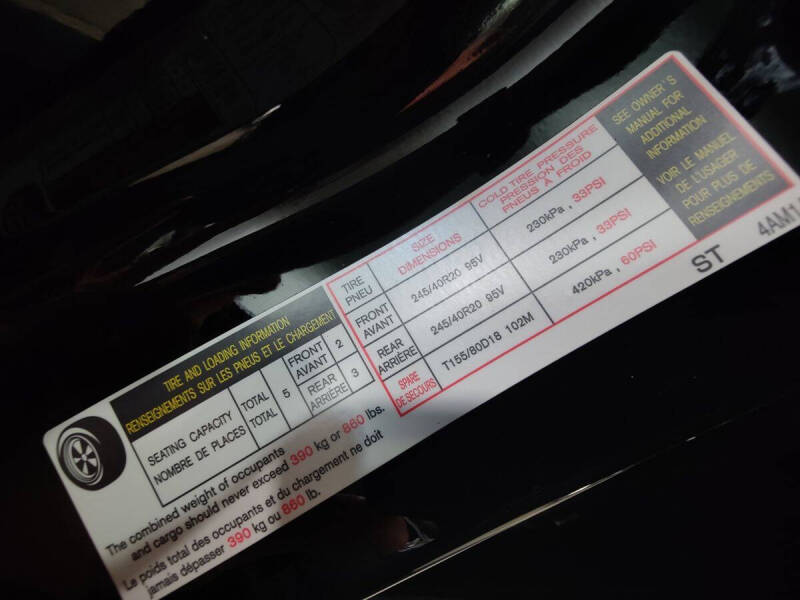 TIRE AND LOADING INFORMATION
RENSEIGNEMENTS SUR LES PNEUS ET LE CHARGEMENT
SEATING CAPACITY
NOMBRE DE PLACES
TOTAL
TOTAL
5
FRONT
AVANT
2
REAR
ARRIÈRE
3
The combined weight of occupants
and cargo should never exceed 390 kg or 860 lbs.
Le poids total des occupants et du chargement ne doit
jamais dépasser 390 kg ou 860 lb.
TIRE
PNEU
SIZE
DIMENSIONS
COLD TIRE PRESSURE
PRESSION DES
PNEUS À FROID
FRONT
AVANT
245/40R20 95V
230kPa, 33PSI
REAR
ARRIÈRE
245/40R20 95V
230kPa, 33PSI
SPARE
DE SECOURS
T155/80D18 102M
420kPa, 60PSI
SEE OWNER'S
MANUAL FOR
ADDITIONAL
INFORMATION
VOIR LE MANUEL
DE L'USAGER
POUR PLUS DE
RENSEIGNEMENTS
ST